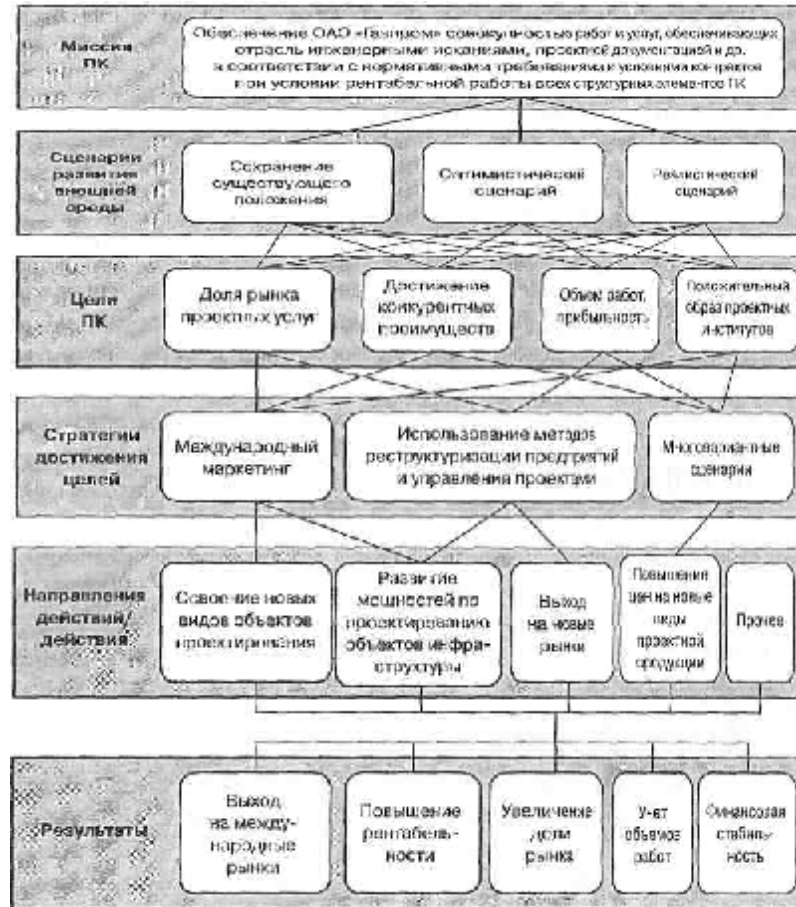 Миссия
ПК
Обеспечение ОАО «Газпром» совокупностью работ и услуг, обеспечивающих
отрасль инженерными исканиями, проектной документацией и др.
в соответствии с нормативными требованиями и условиями контрактов
при условии рентабельной работы всех структурных элементов ПК
Сценарии
развития
внешней
среды
Сохранение
существующего
положения
Оптимистический
сценарий
Реалистический
сценарий
Цели
ПК
Доля рынка
проектных услуг
Достижение
конкурентных
преимуществ
Объем работ,
прибыльность
Положительный
образ проектных
институтов
Стратегии
достижения
целей
Международный
маркетинг
Использование методов
реструктуризации предприятий
и управления проектами
Многовариантные
сценарии
Направления
действий/
действия
Освоение новых
видов объектов
проектирования
Развитие
мощностей по
проектированию
объектов инфра-
структуры
Выход
на новые
рынки
Повышение
цен на новые
виды
проектной
продукции
Прочее
Результаты
Выход
на между-
народные
рынки
Повышение
рентабель-
ности
Увеличение
доли
рынка
Учет
объемов
работ
Финансовая
стабиль-
ность